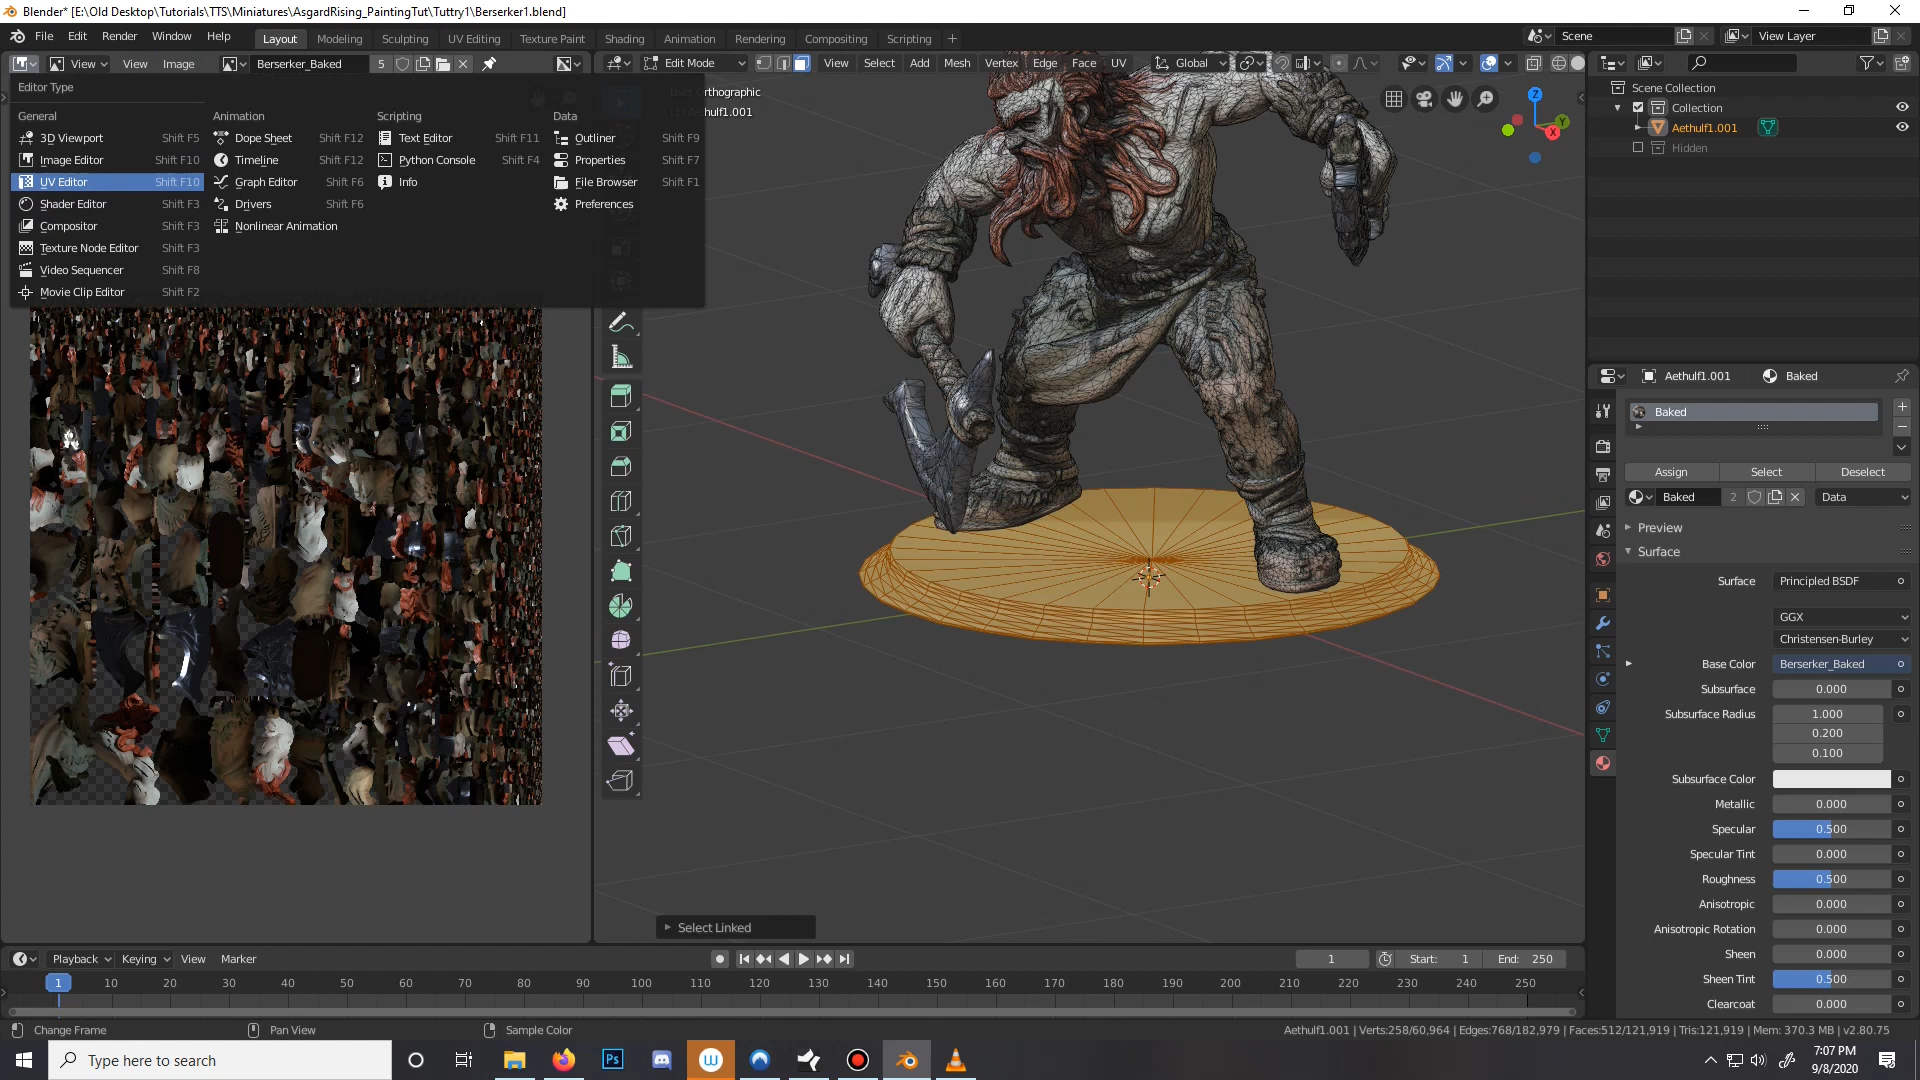 Blender* [E:\Old Desktop\Tutorials\TTS\Miniatures\AsgardRising_PaintingTut\Tuttry1\Berserker1.blend]
File Edit Render Window Help Layout Modeling Sculpting UV Editing Texture Paint Shading Animation Rendering Compositing Scripting + Scene View Layer
View View Image Berserker_Baked 5 Edit Mode View Select Add Mesh Vertex Edge Face UV Global
Editor Type
General Animation Scripting Data
3D Viewport Shift F5 Dope Sheet Shift F12 Text Editor Shift F11 Outliner Shift F9
Image Editor Shift F10 Timeline Shift F12 Python Console Shift F4 Properties Shift F7
UV Editor Shift F10 Graph Editor Shift F6 Info File Browser Shift F1
Shader Editor Shift F3 Drivers Shift F6 Preferences
Compositor Shift F3 Nonlinear Animation
Texture Node Editor Shift F3
Video Sequencer Shift F8
Movie Clip Editor Shift F2
Orthographic
Z Y X
Scene Collection
Collection
Aethulf1.001
Hidden
Aethulf1.001 Baked
Baked
Assign Select Deselect
Baked 2 Data
Preview
Surface
Surface Principled BSDF
GGX
Christensen-Burley
Base Color Berserker_Baked
Subsurface 0.000
Subsurface Radius 1.000
0.200
0.100
Subsurface Color
Metallic 0.000
Specular 0.500
Specular Tint 0.000
Roughness 0.500
Anisotropic 0.000
Anisotropic Rotation 0.000
Sheen 0.000
Sheen Tint 0.500
Clearcoat 0.000
Select Linked
Playback Keying View Marker 1 Start: 1 End: 250
1 10 20 30 40 50 60 70 80 90 100 110 120 130 140 150 160 170 180 190 200 210 220 230 240 250
Change Frame Pan View Sample Color Aethulf1.001 | Verts:258/60,964 | Edges:768/182,979 | Faces:512/121,919 | Tris:121,919 | Mem: 370.3 MB | v2.80.75
Type here to search Ps W 7:07 PM
9/8/2020